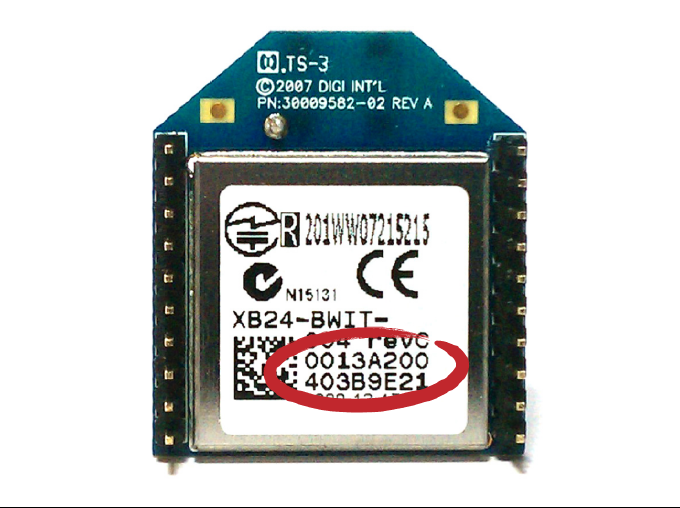 .TS-3
©2007 DIGI INT'L
PN:30009582-02 REV A
R 201WW07215215
N15131
CE
XB24-BWIT-
004 revC
0013A200
403B9E21